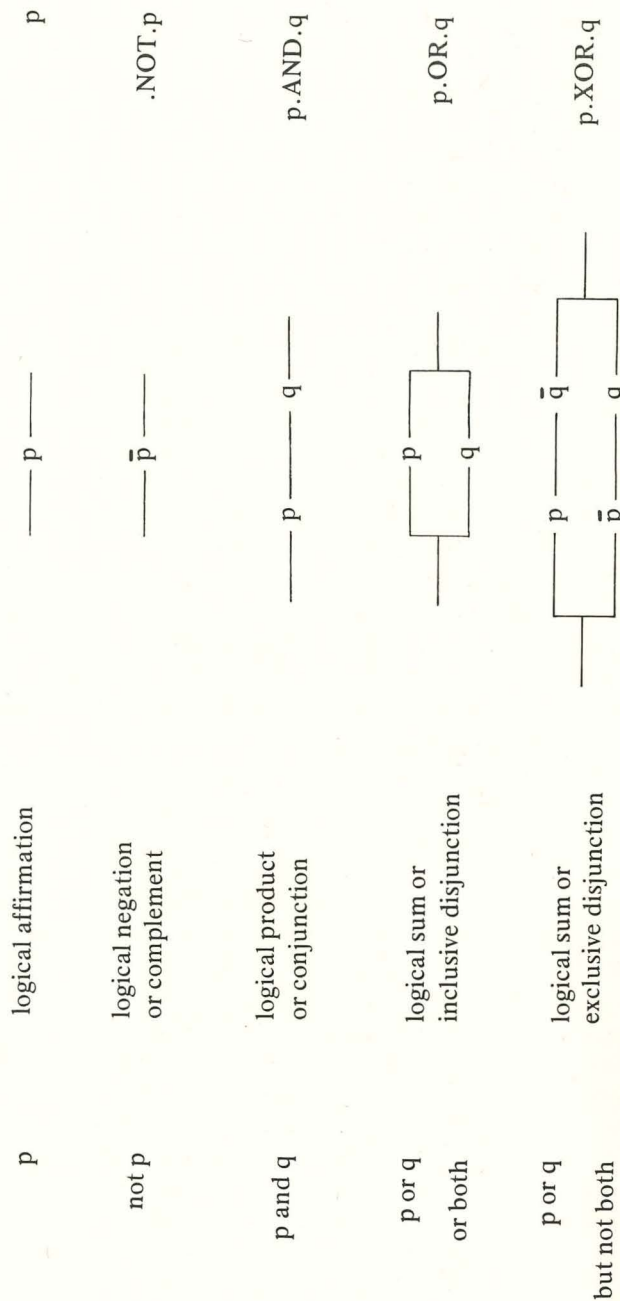 p
logical affirmation
p
p
not p
logical negation
or complement
p̄
.NOT.p
p and q
logical product
or conjunction
p
q
p.AND.q
p or q
or both
logical sum or
inclusive disjunction
p
q
p.OR.q
p or q
but not both
logical sum or
exclusive disjunction
p
q̄
p̄
q
p.XOR.q